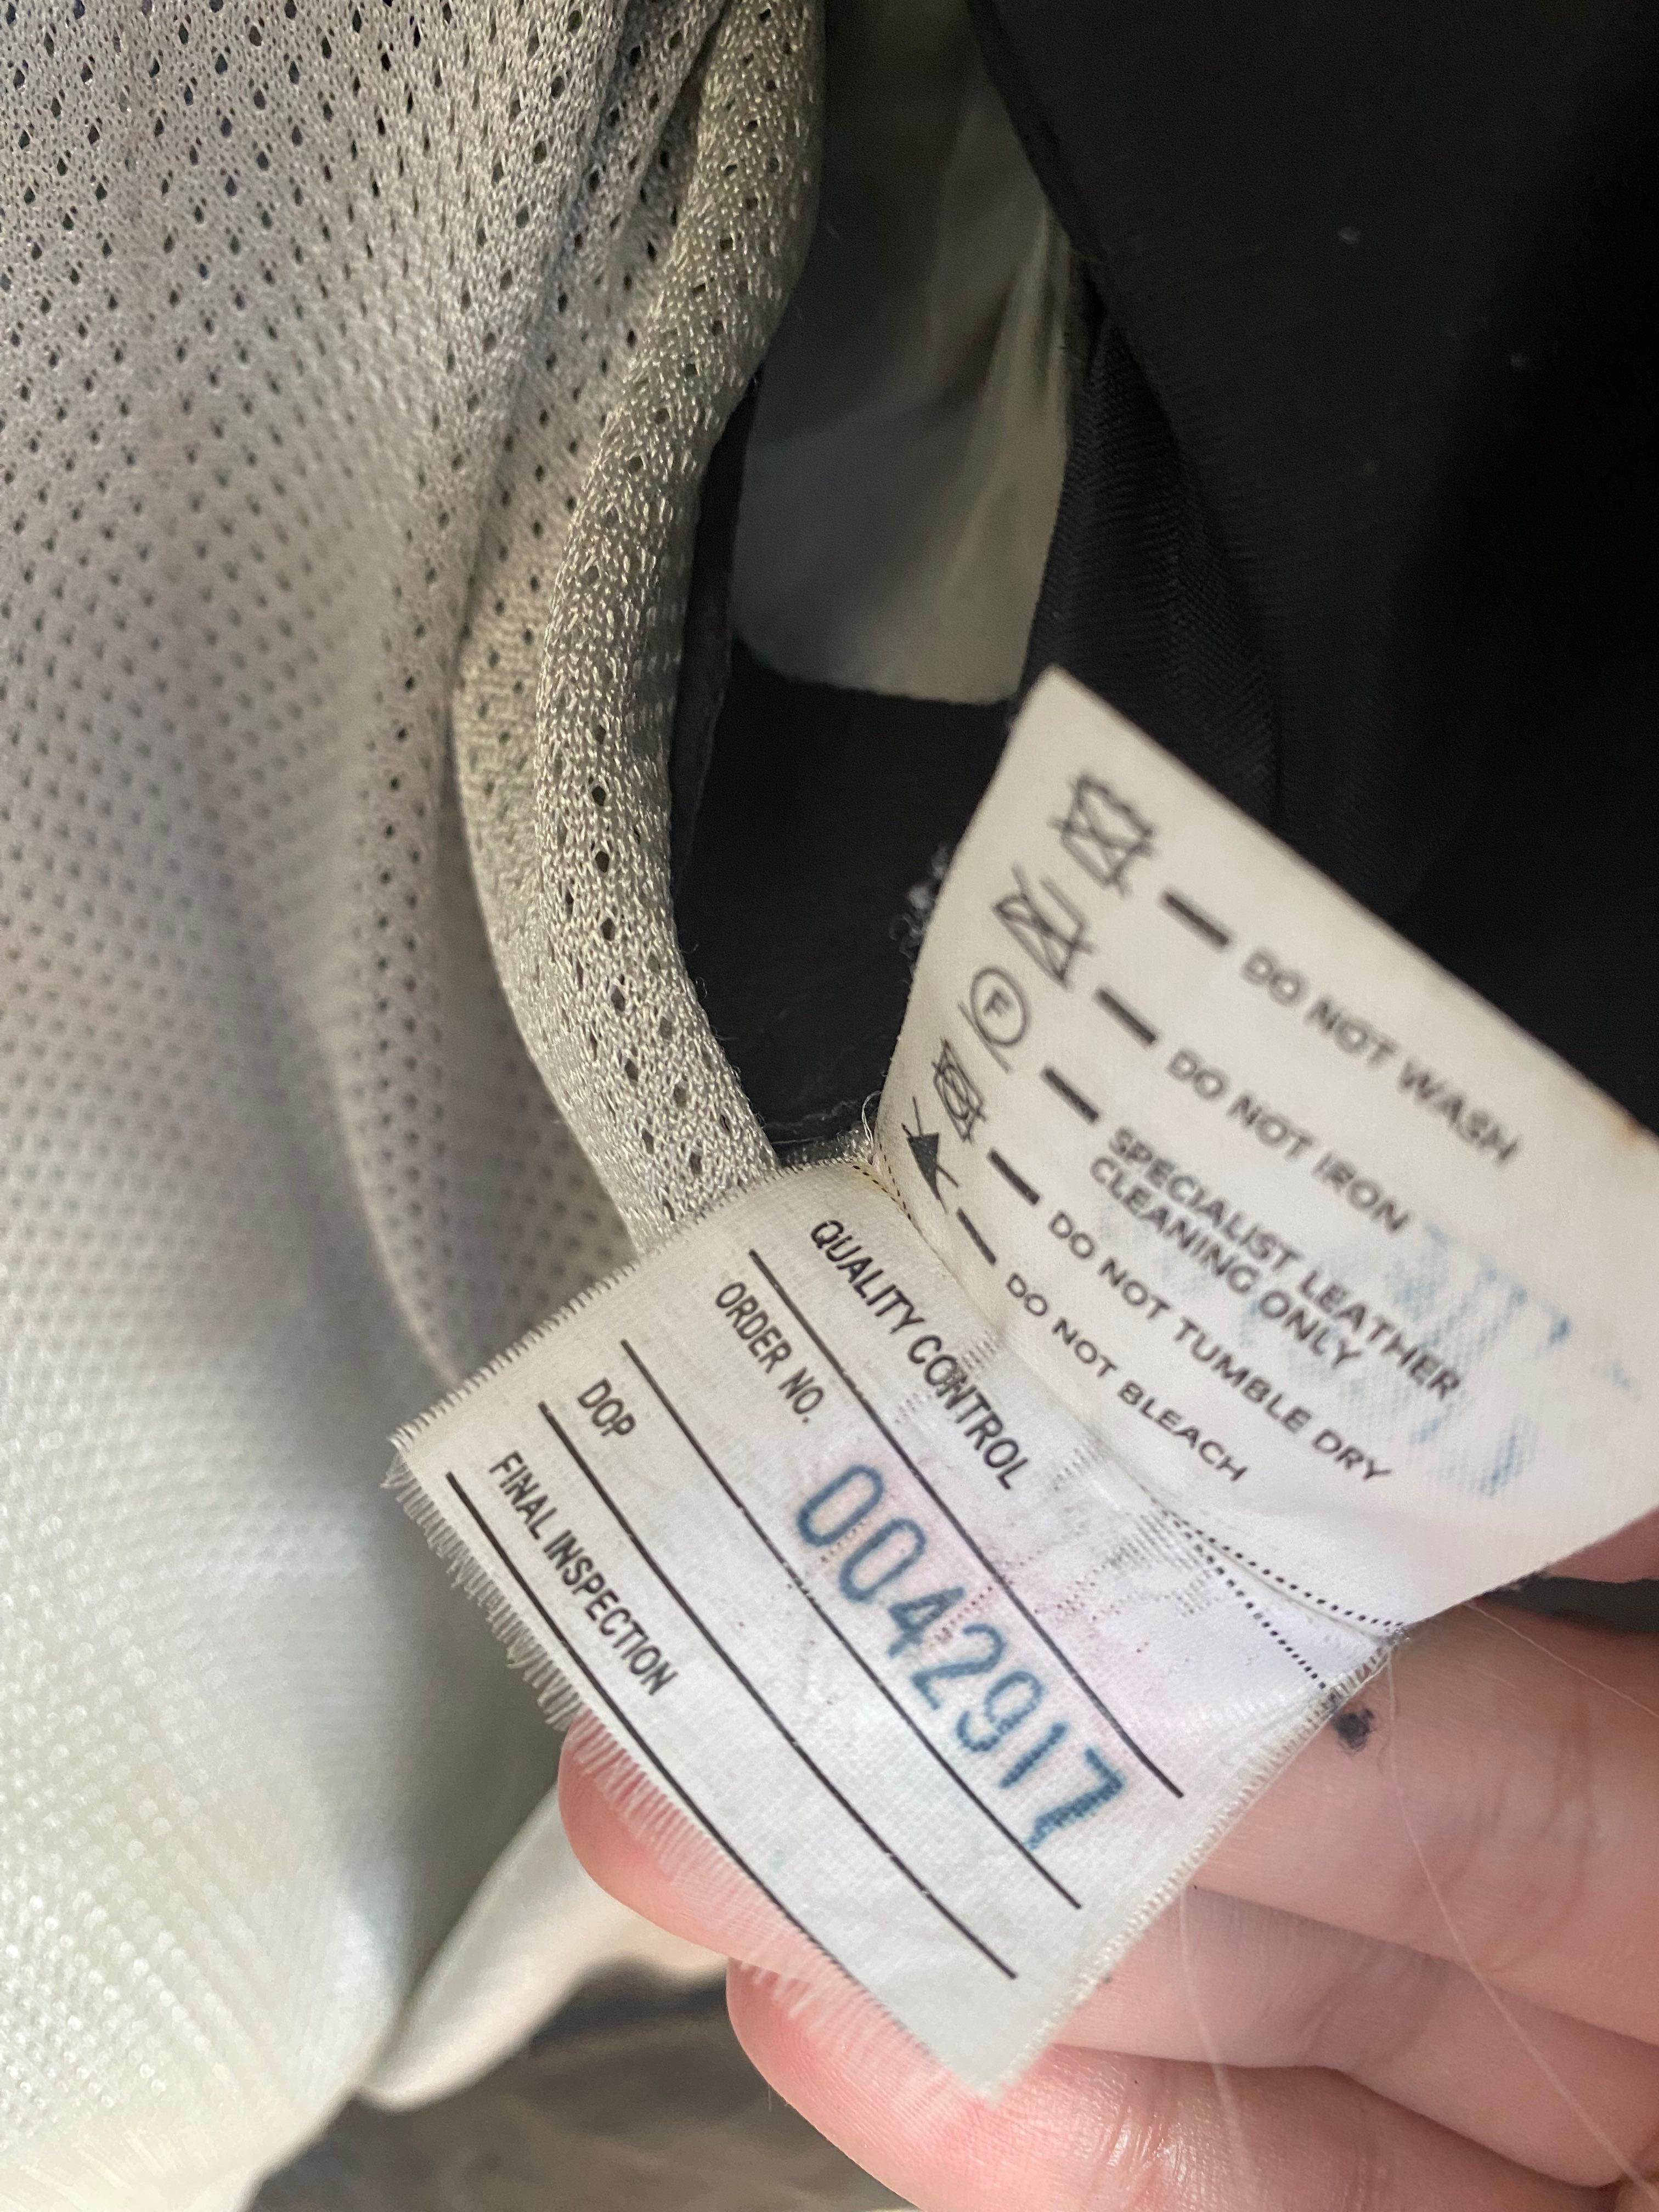 DO NOT WASH
DO NOT IRON
F
SPECIALIST LEATHER
CLEANING ONLY
DO NOT TUMBLE DRY
DO NOT BLEACH
QUALITY CONTROL
ORDER NO. 0042917
DOP
FINAL INSPECTION